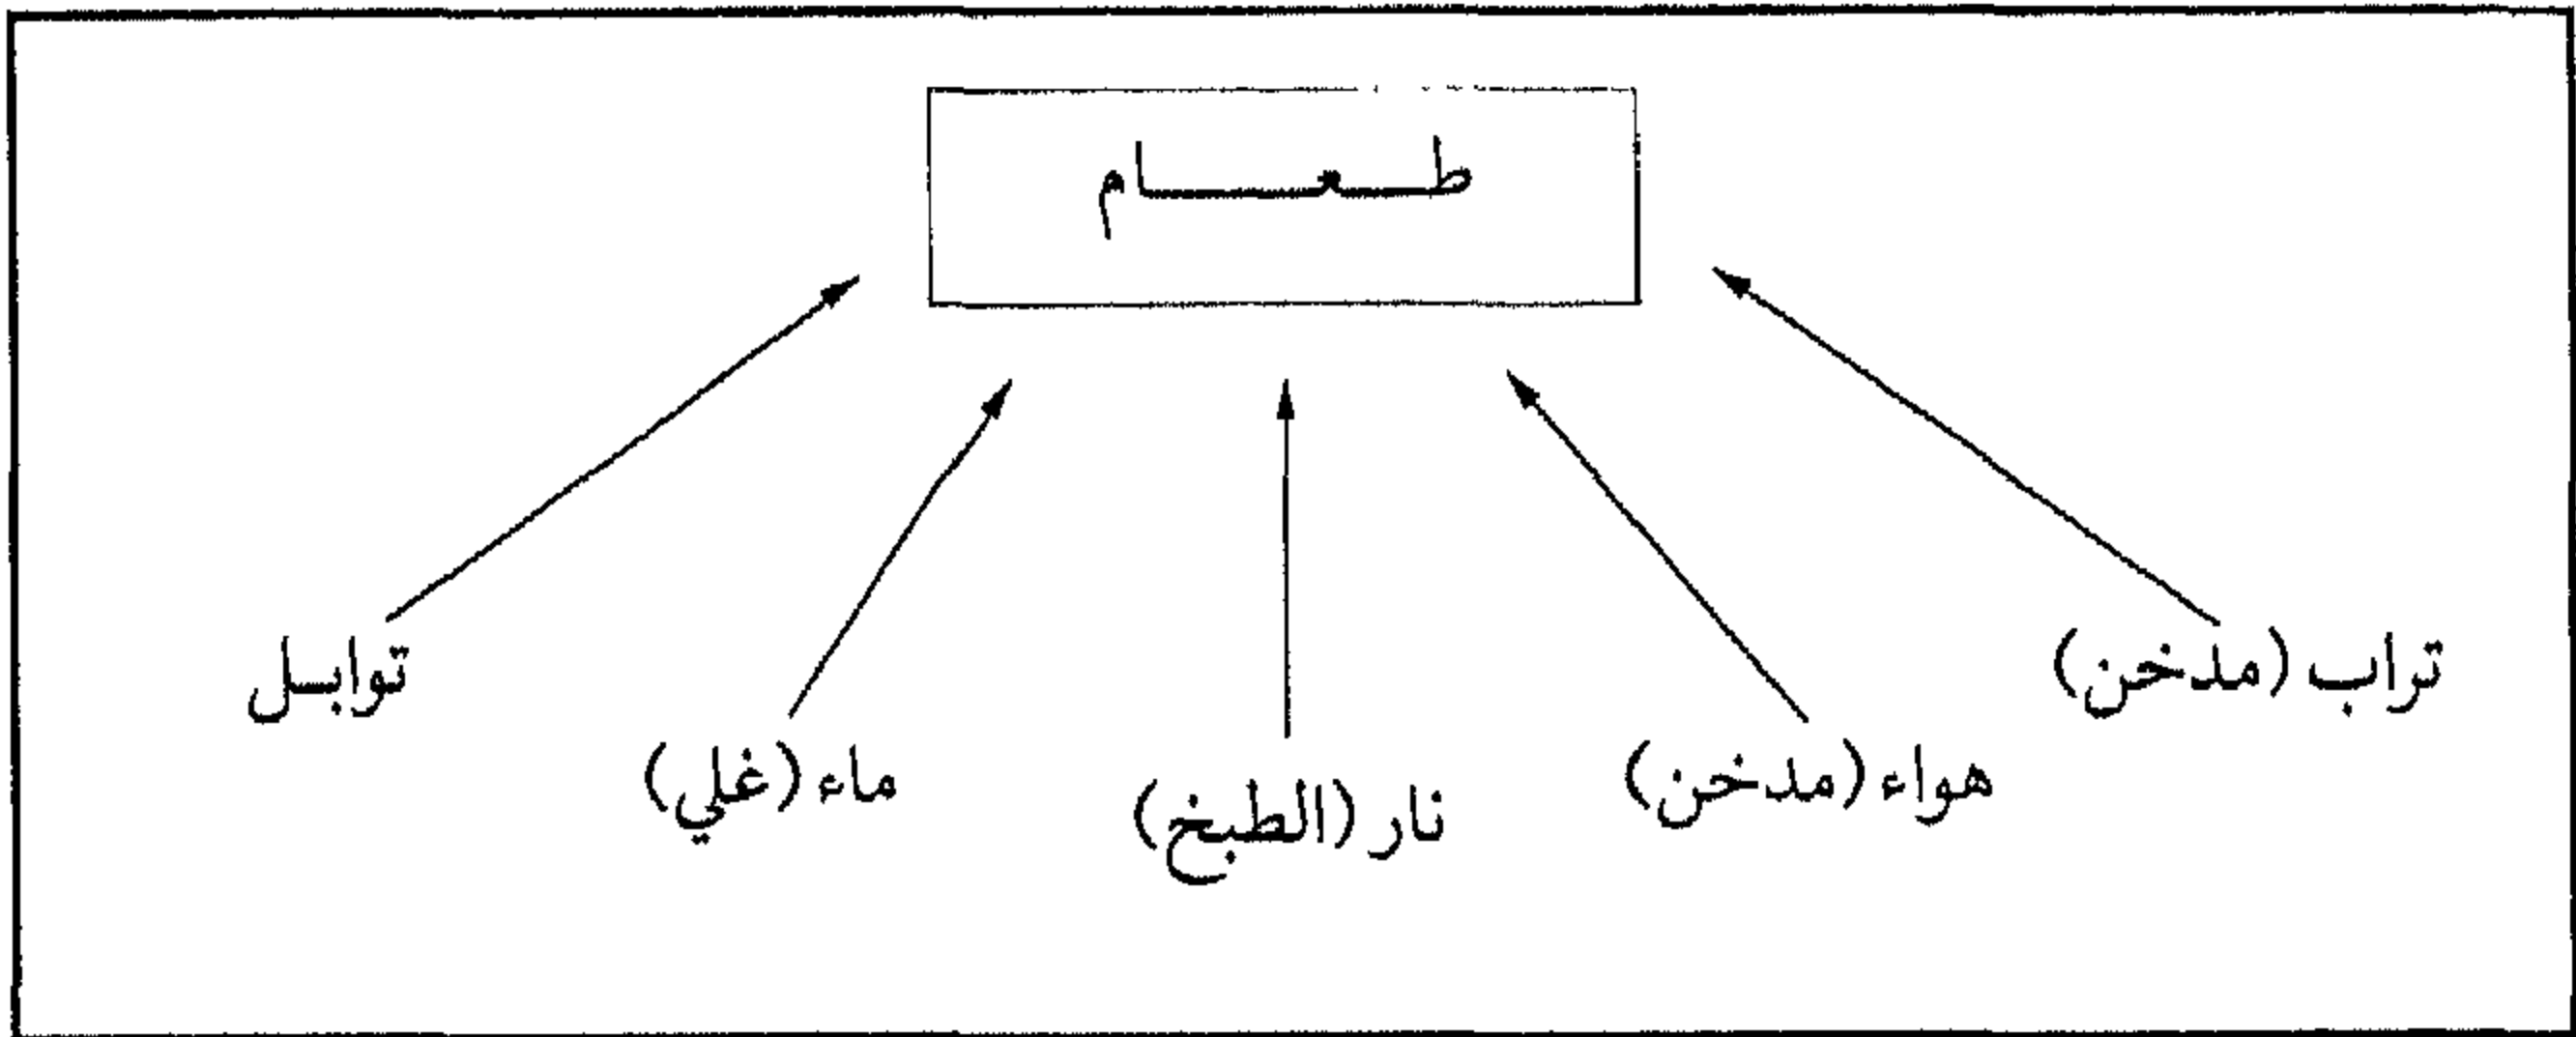 طعام
تراب (مدخن)
هواء (مدخن)
نار (الطبخ)
ماء (غلي)
توابل